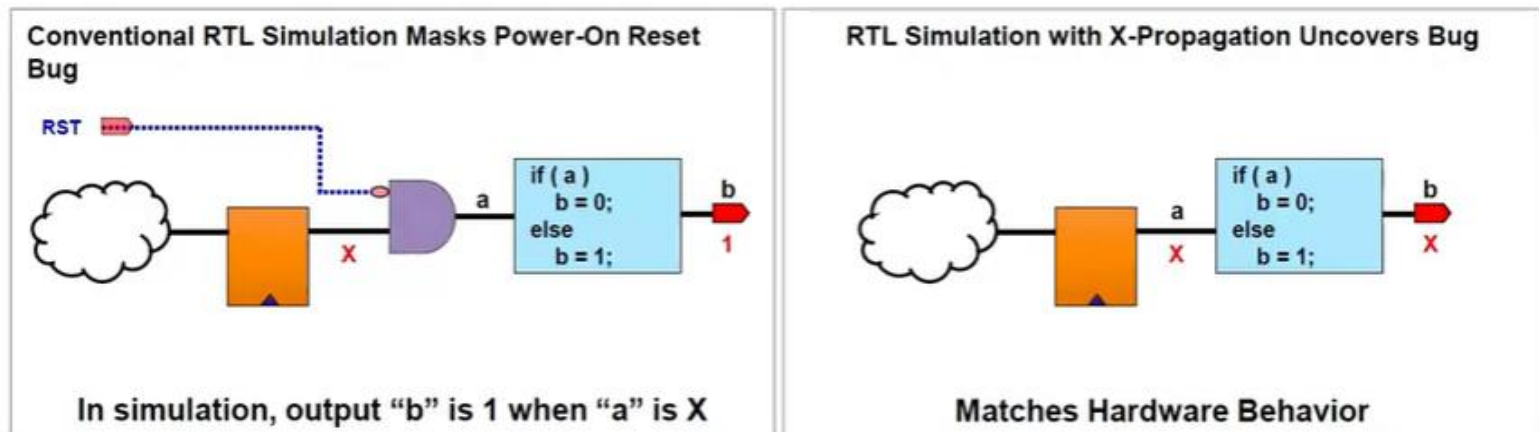 Conventional RTL Simulation Masks Power-On Reset
Bug
RST
X
a
if ( a )
b = 0;
else
b = 1;
b
1
In simulation, output “b” is 1 when “a” is X
RTL Simulation with X-Propagation Uncovers Bug
a
X
if ( a )
b = 0;
else
b = 1;
b
X
Matches Hardware Behavior